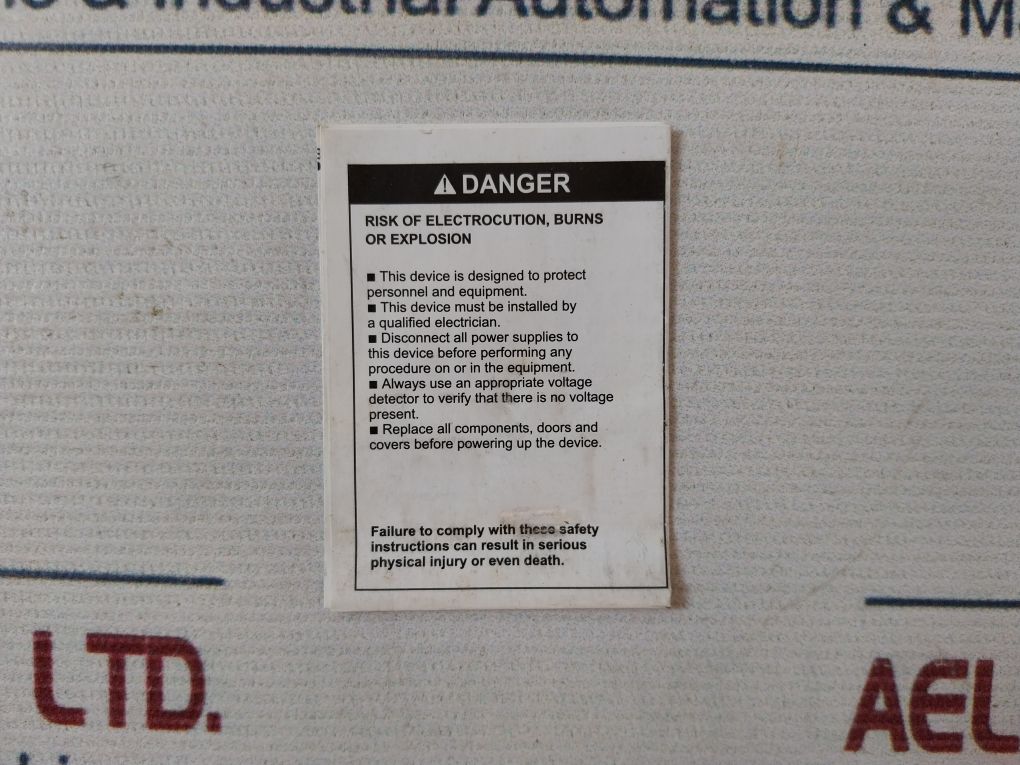 & Industrial Automation & M
DANGER
RISK OF ELECTROCUTION, BURNS
OR EXPLOSION
■ This device is designed to protect
personnel and equipment.
■ This device must be installed by
a qualified electrician.
■ Disconnect all power supplies to
this device before performing any
procedure on or in the equipment.
■ Always use an appropriate voltage
detector to verify that there is no voltage
present.
■ Replace all components, doors and
covers before powering up the device.
Failure to comply with these safety
instructions can result in serious
physical injury or even death.
LTD.
AEL